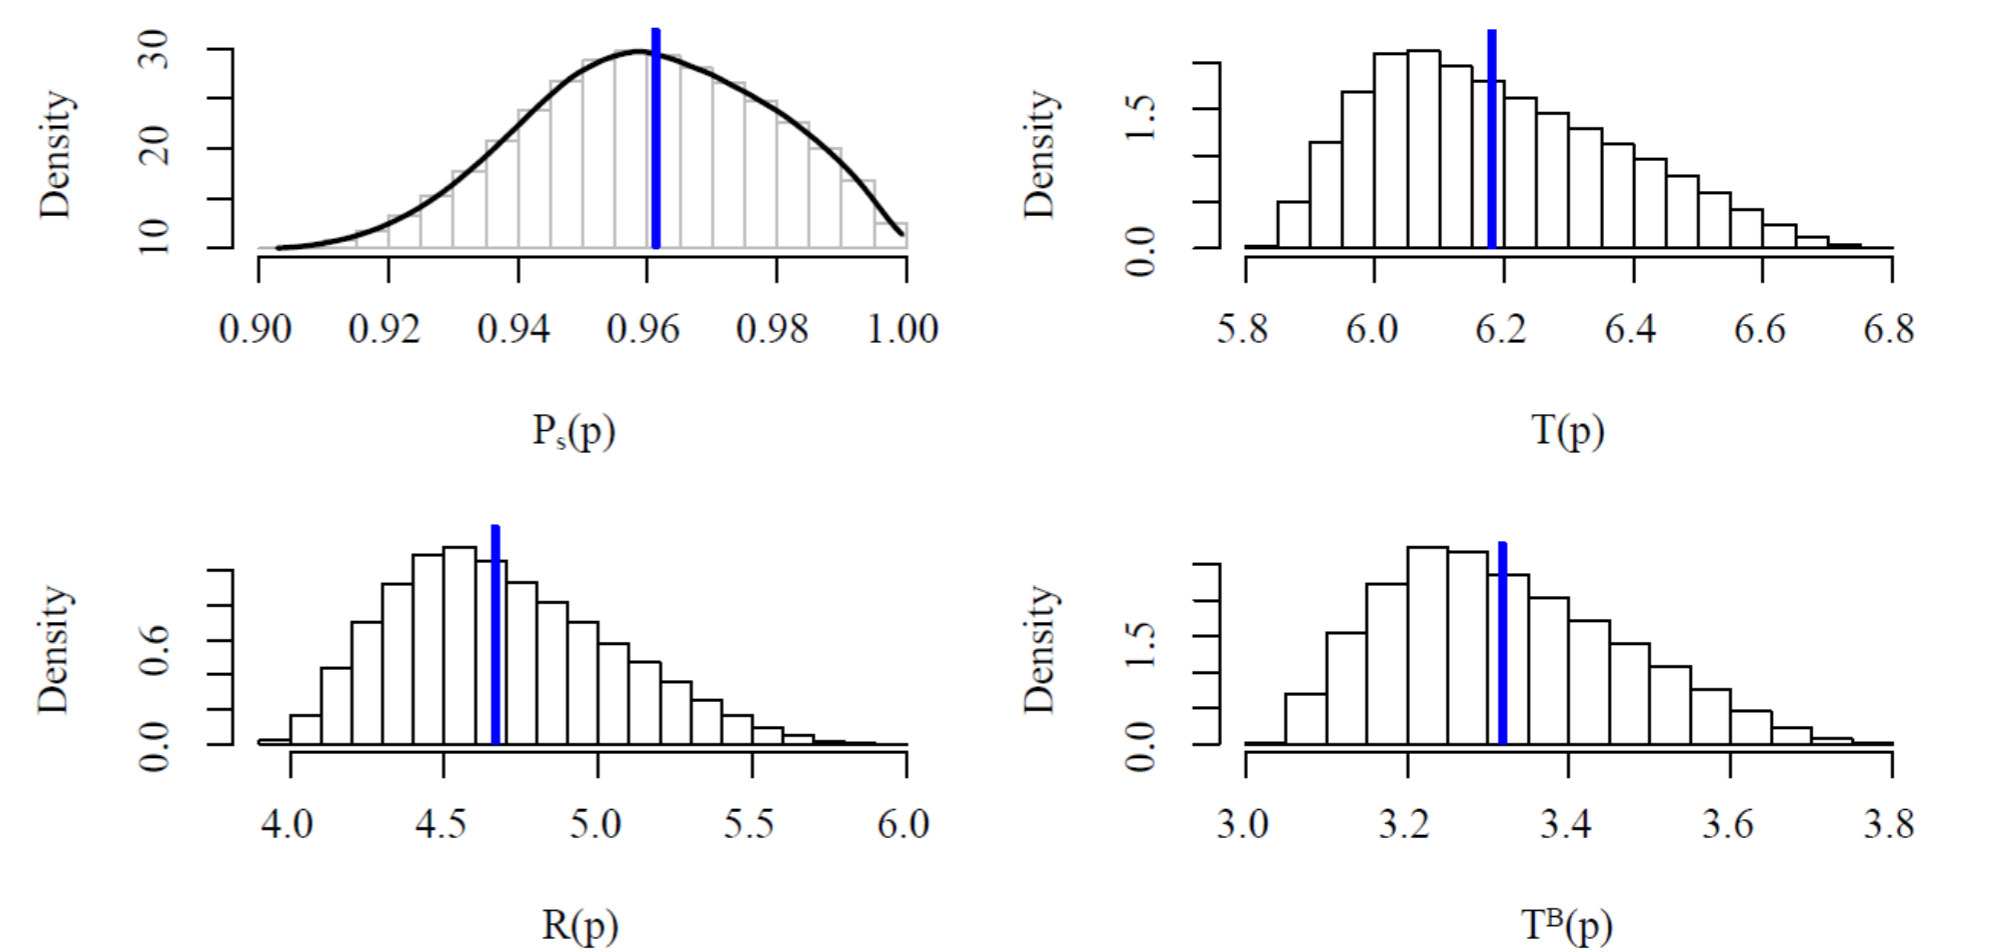 Density
30
20
10
0.90 0.92 0.94 0.96 0.98 1.00
Pₛ(p)
Density
1.5
0.0
5.8 6.0 6.2 6.4 6.6 6.8
T(p)
Density
0.6
0.0
4.0 4.5 5.0 5.5 6.0
R(p)
Density
1.5
0.0
3.0 3.2 3.4 3.6 3.8
Tᴮ(p)